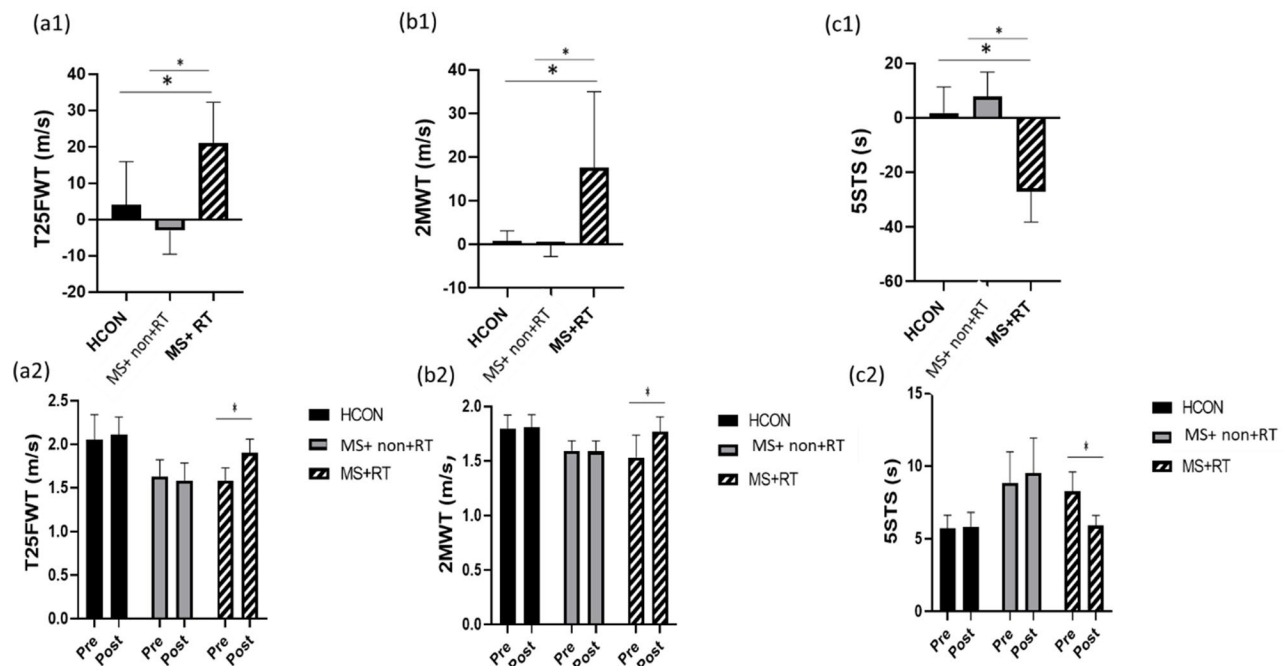 (a1)
T25FWT (m/s)
40
30
20
10
0
-10
-20
*
*
HCON
MS+ non+RT
MS+ RT
(b1)
2MWT (m/s)
40
30
20
10
0
-10
*
*
HCON
MS+ non+RT
MS+RT
(c1)
5STS (s)
20
0
-20
-40
-60
*
*
HCON
MS+ non+RT
MS+RT
(a2)
T25FWT (m/s)
2.5
2.0
1.5
1.0
0.5
0.0
*
Pre
Post
Pre
Post
Pre
Post
HCON
MS+ non+RT
MS+RT
(b2)
2MWT (m/s,
2.0
1.5
1.0
0.5
0.0
*
Pre
Post
Pre
Post
Pre
Post
HCON
MS+ non+RT
MS+RT
(c2)
5STS (s)
15
10
5
0
*
Pre
Post
Pre
Post
Pre
Post
HCON
MS+ non+RT
MS+RT